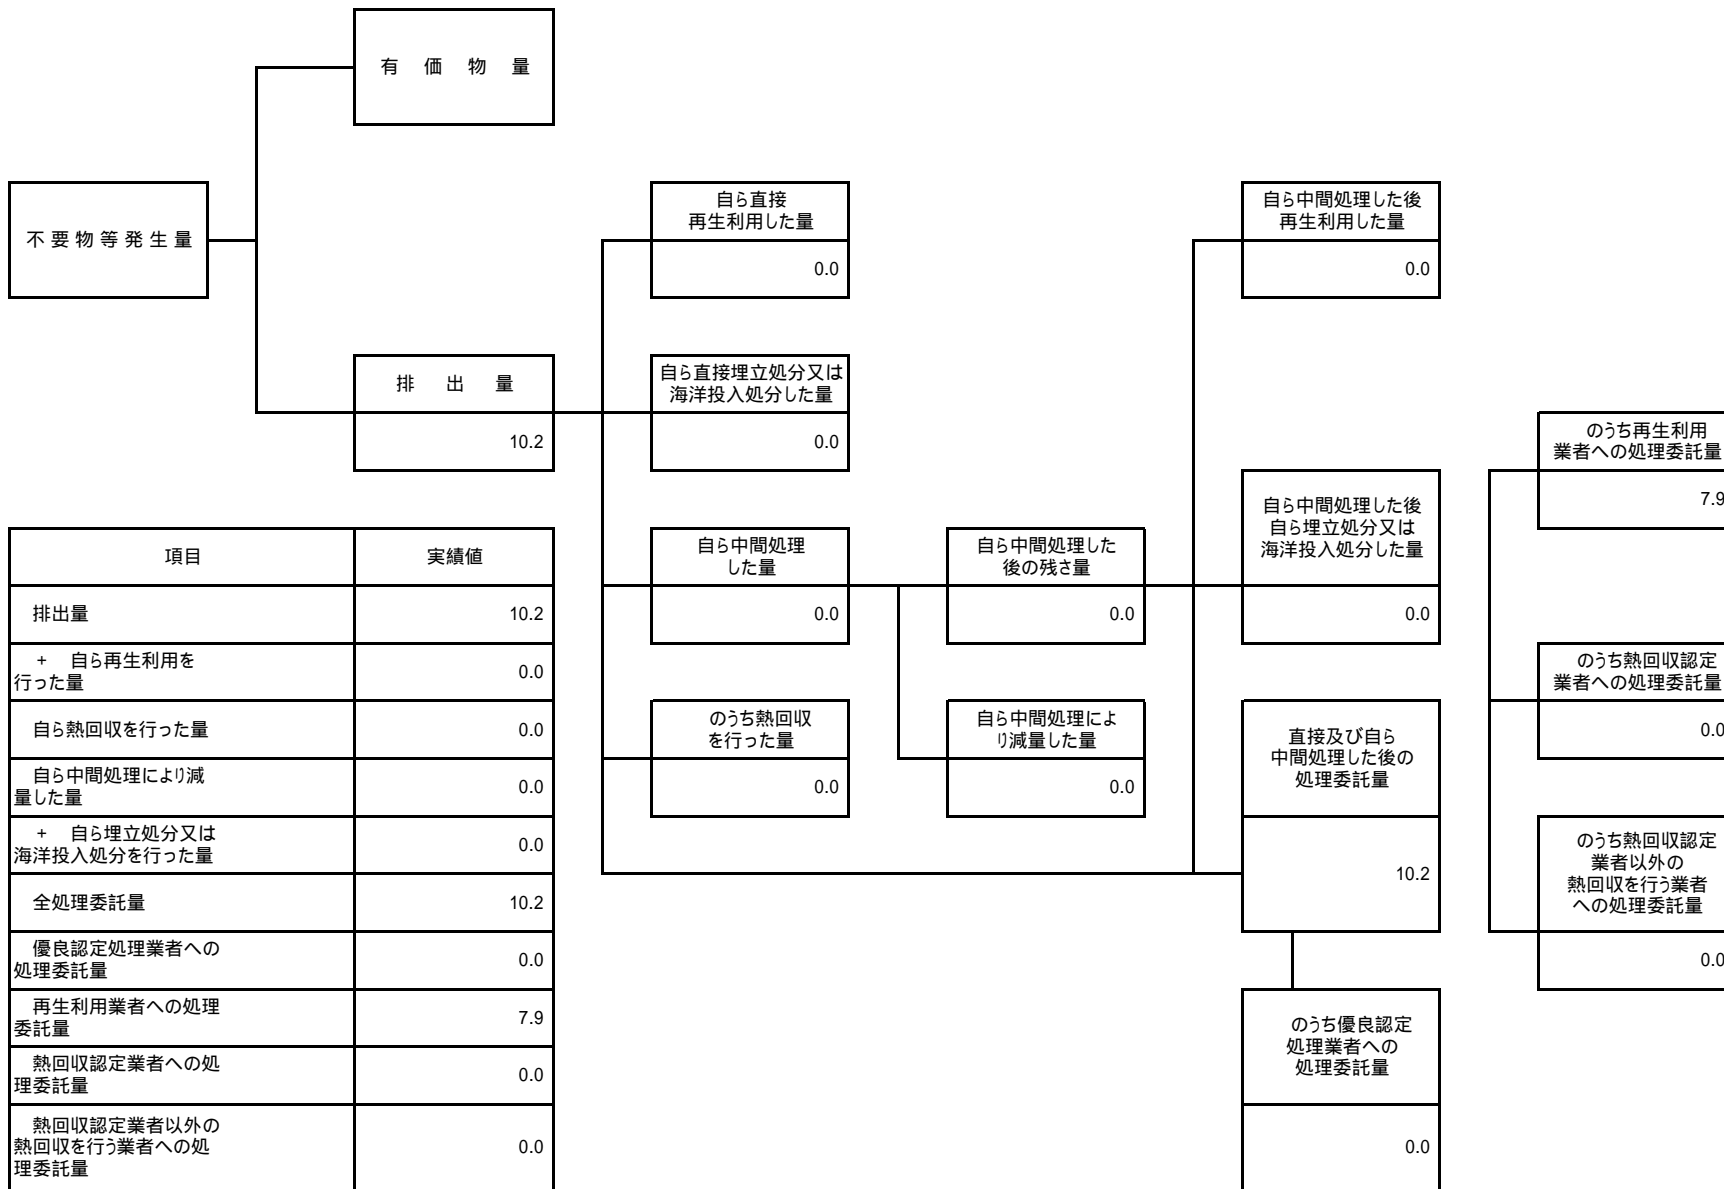 有 価 物 量
不要物等発生量
自ら直接
再生利用した量
0.0
自ら中間処理した後
再生利用した量
0.0
排 出 量
10.2
自ら直接埋立処分又は
海洋投入処分した量
0.0
のうち再生利用
業者への処理委託量
7.9
自ら中間処理した後
自ら埋立処分又は
海洋投入処分した量
0.0
自ら中間処理
した量
0.0
自ら中間処理した
後の残さ量
0.0
のうち熱回収認定
業者への処理委託量
0.0
のうち熱回収
を行った量
0.0
自ら中間処理によ
り減量した量
0.0
直接及び自ら
中間処理した後の
処理委託量
10.2
のうち熱回収認定
業者以外の
熱回収を行う業者
への処理委託量
0.0
のうち優良認定
処理業者への
処理委託量
0.0
項目 実績値
排出量 10.2
+ 自ら再生利用を
行った量 0.0
自ら熱回収を行った量 0.0
自ら中間処理により減
量した量 0.0
+ 自ら埋立処分又は
海洋投入処分を行った量 0.0
全処理委託量 10.2
優良認定処理業者への
処理委託量 0.0
再生利用業者への処理
委託量 7.9
熱回収認定業者への処
理委託量 0.0
熱回収認定業者以外の
熱回収を行う業者への処
理委託量 0.0